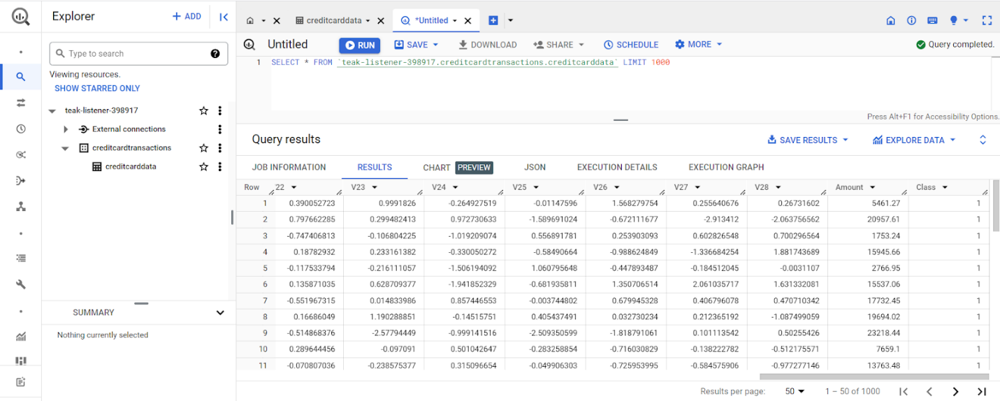 Explorer
+ ADD
Type to search
Viewing resources.
SHOW STARRED ONLY
teak-listener-398917
External connections
creditcardtransactions
creditcarddata
SUMMARY
Nothing currently selected
creditcarddata
*Untitled
Untitled
RUN
SAVE
DOWNLOAD
SHARE
SCHEDULE
MORE
Query completed.
1 SELECT * FROM `teak-listener-398917.creditcardtransactions.creditcarddata` LIMIT 1000
Press Alt+F1 for Accessibility Options.
Query results
SAVE RESULTS
EXPLORE DATA
JOB INFORMATION RESULTS CHART PREVIEW JSON EXECUTION DETAILS EXECUTION GRAPH
Row 22 V23 V24 V25 V26 V27 V28 Amount Class
1 0.390052723 0.9991826 -0.264927519 -0.01147596 1.568279754 0.255640676 0.26731602 5461.27 1
2 0.797662285 0.299482413 0.972730633 -1.589691024 -0.672111677 -2.913412 -2.063756562 20957.61 1
3 -0.747406813 -0.106804225 -1.019209074 0.556891781 0.253903093 0.602826548 0.700296564 1753.24 1
4 0.18782932 0.233161382 -0.330050272 -0.58490664 -0.988624849 -1.336684254 1.881743689 15945.66 1
5 -0.117533794 -0.216111057 -1.506194092 1.060795648 -0.447893487 -0.184512045 -0.0031107 2766.95 1
6 0.135871035 0.628709377 -1.941852329 -0.681935811 1.350706514 2.061035717 1.631332081 15537.06 1
7 -0.551967315 0.014833986 0.857446553 -0.003744802 0.679945328 0.406796078 0.470710342 17732.45 1
8 0.16686049 1.190288851 -0.14515751 0.405437491 0.032730234 0.212365192 -1.087499059 19694.02 1
9 -0.514868376 -2.57794449 -0.999141516 -2.509350599 -1.818791061 0.101113542 0.50255426 23218.44 1
10 0.289644456 -0.097091 0.501042647 -0.283258854 -0.716030829 -0.138222782 -0.512175571 7659.1 1
11 -0.070807036 -0.238575377 0.315096654 -0.049906303 -0.725953995 -0.584575906 -0.977277146 13763.48 1
Results per page: 50 1 – 50 of 1000